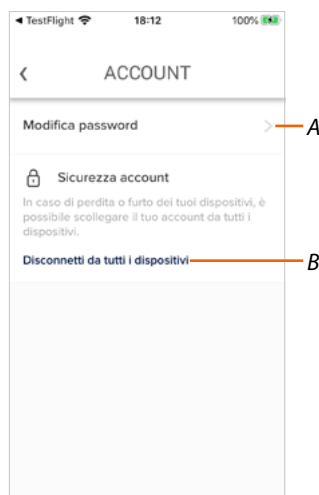 TestFlight 18:12 100%
ACCOUNT
Modifica password
A
Sicurezza account
In caso di perdita o furto dei tuoi dispositivi, è
possibile scollegare il tuo account da tutti i
dispositivi.
Disconnetti da tutti i dispositivi
B